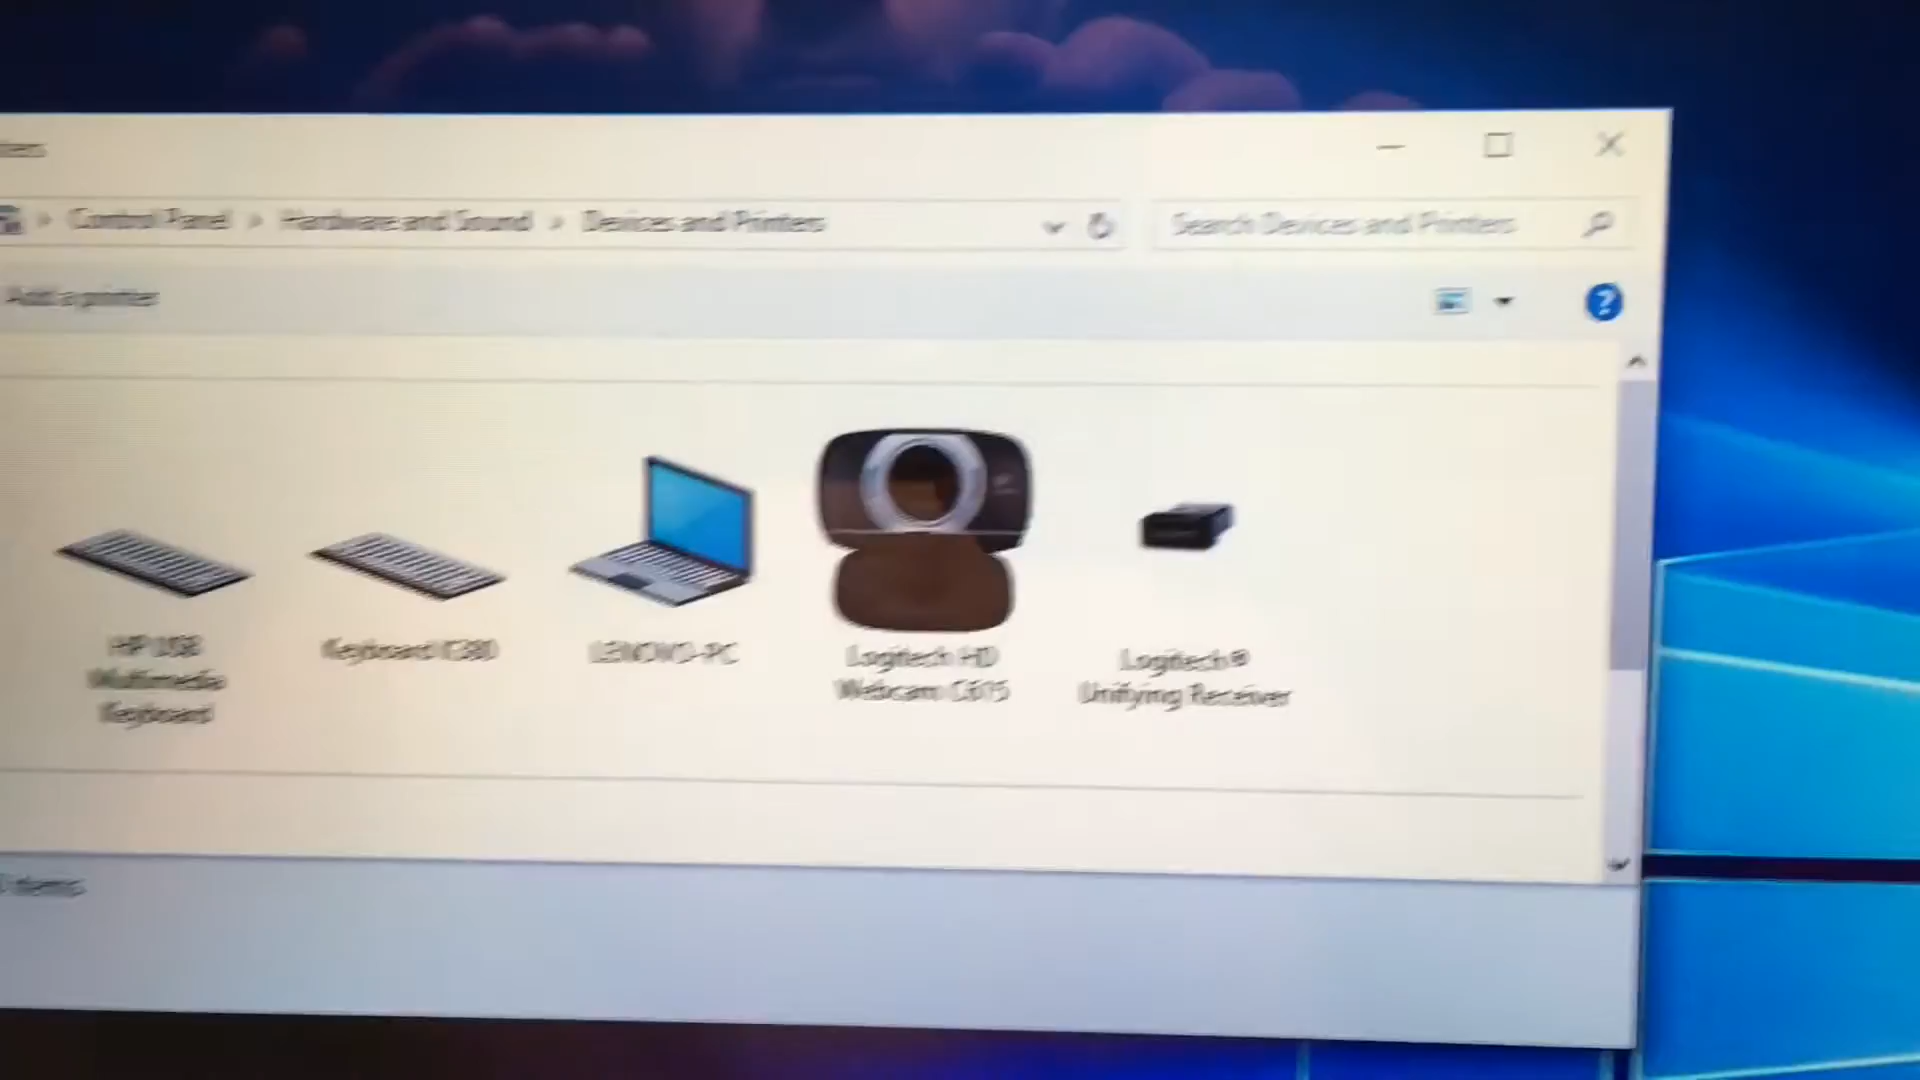 Control Panel > Hardware and Sound > Devices and Printers
Search Devices and Printers
Add a printer
?
HP USB
Multimedia
Keyboard
Keyboard K380
LENOVO-PC
Logitech HD
Webcam C615
Logitech®
Unifying Receiver
items